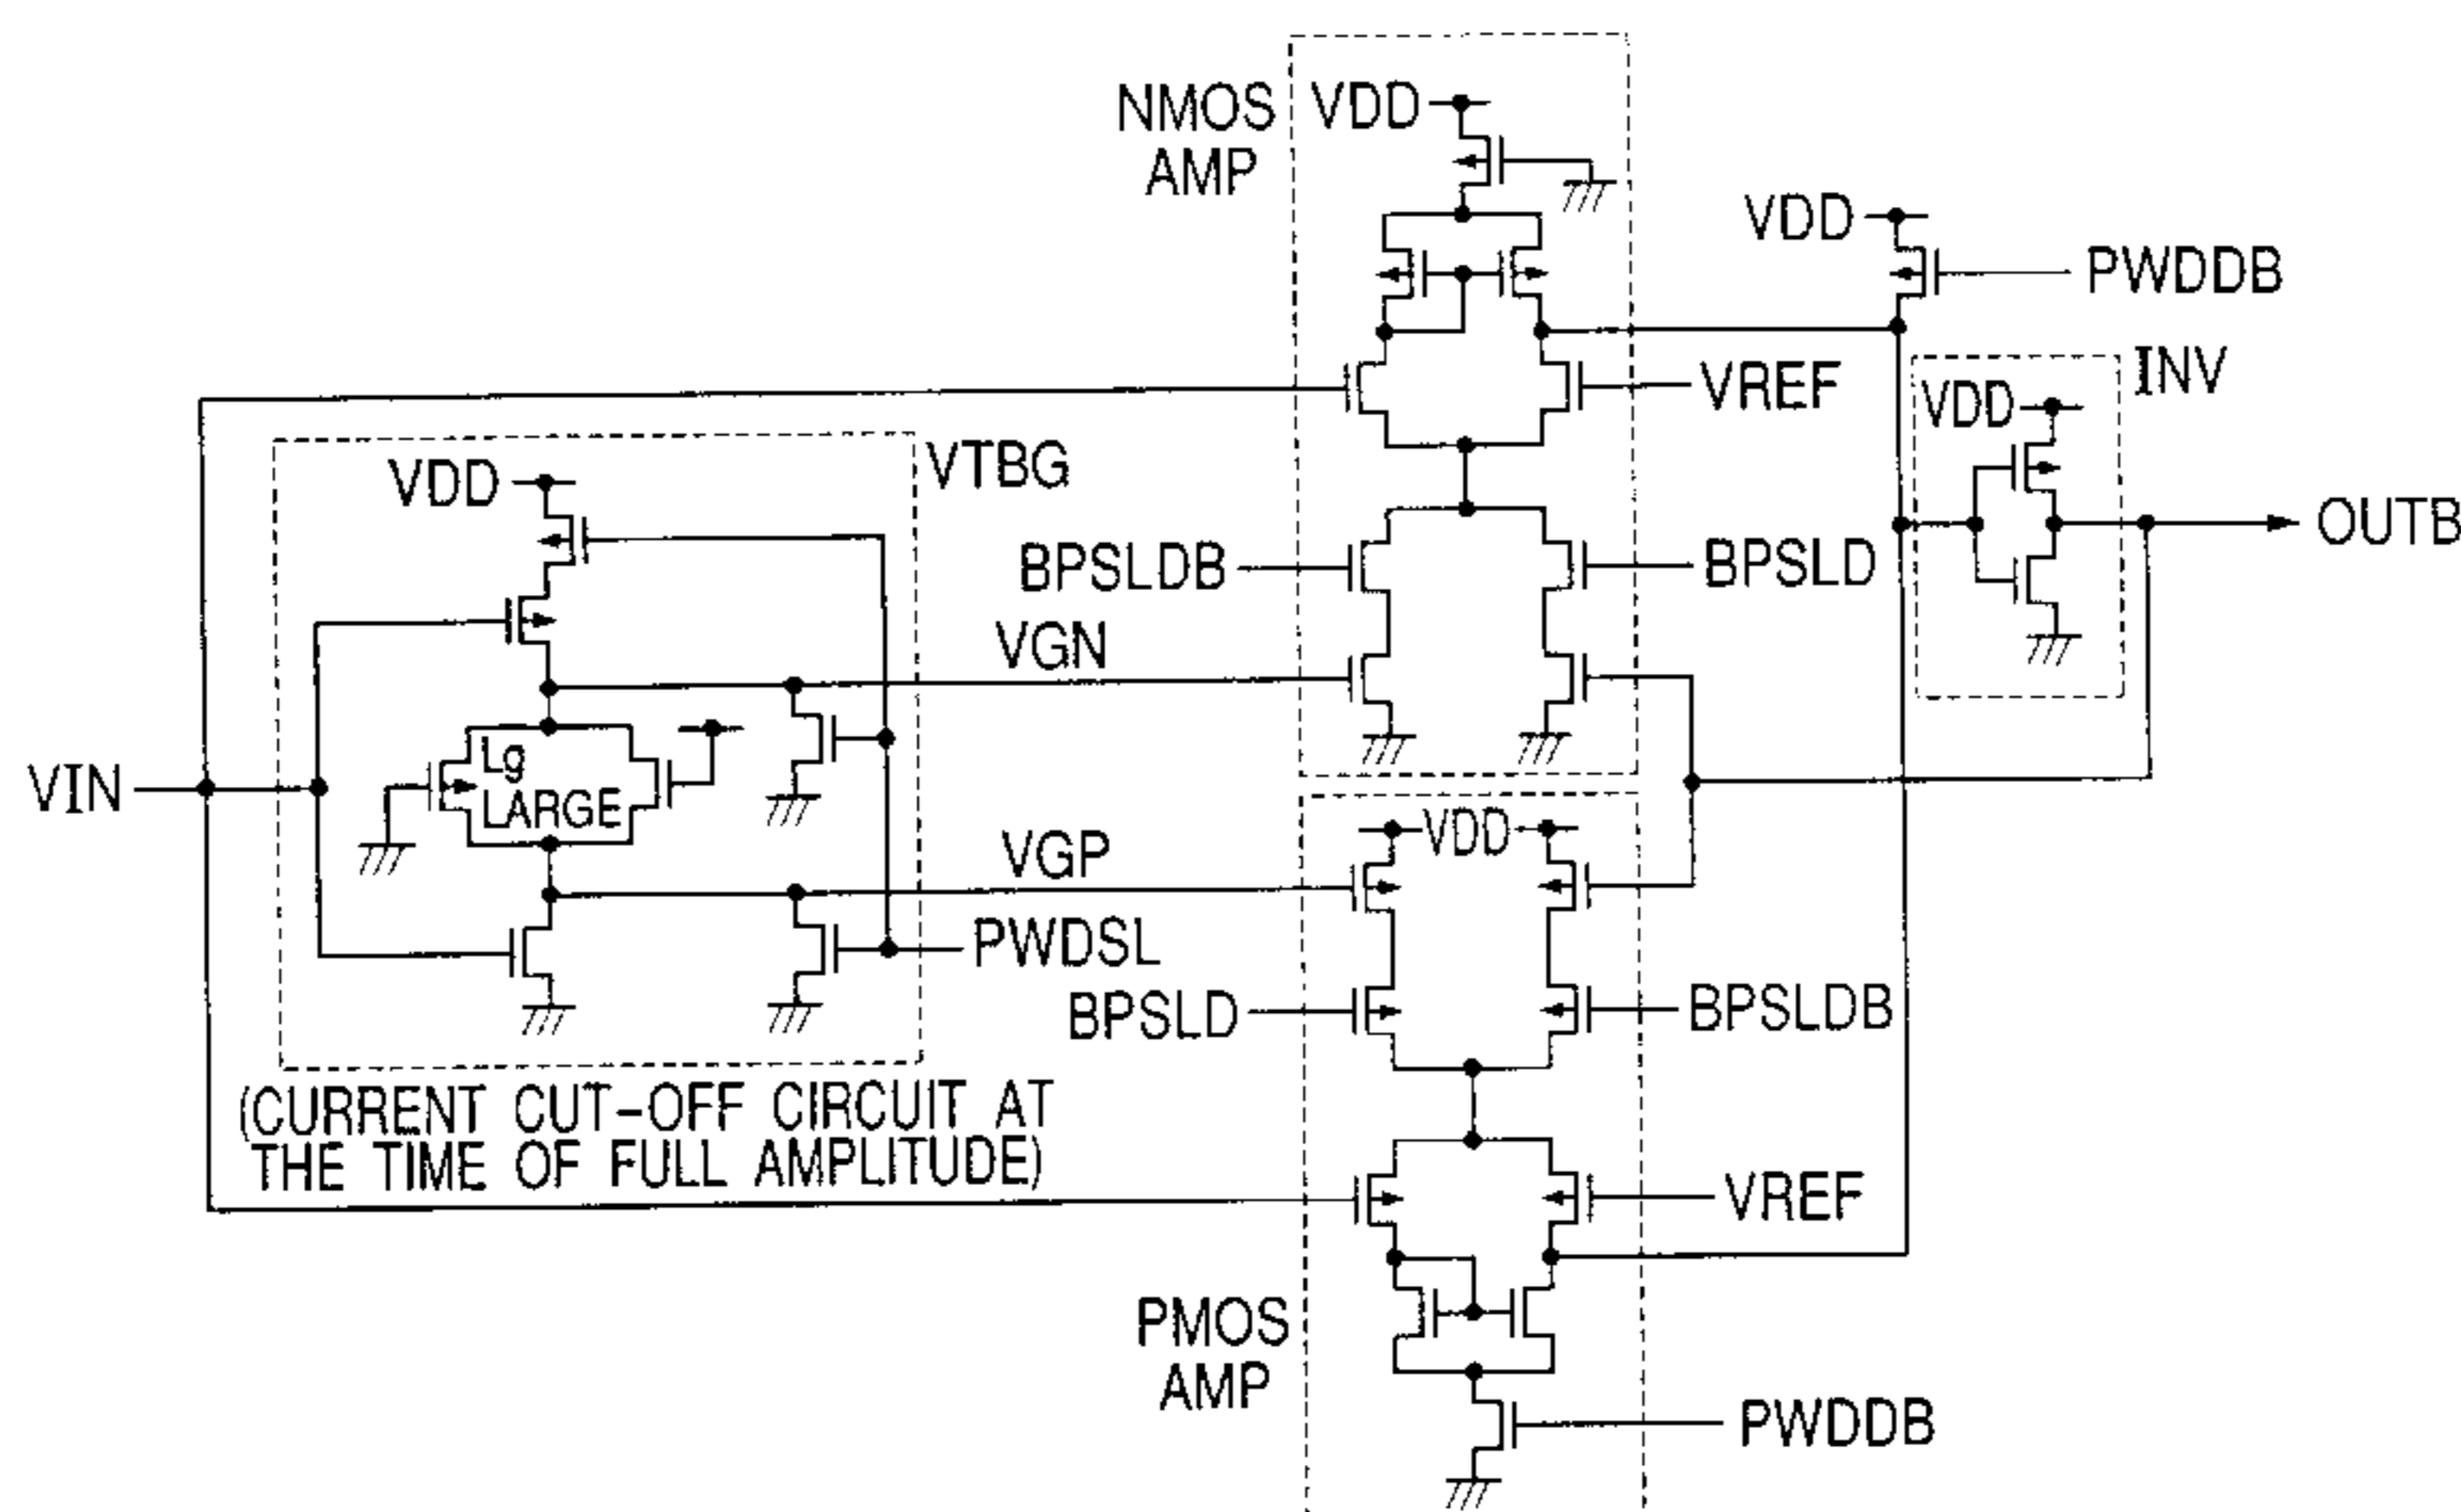 NMOS
AMP
VDD
VDD
PWDDB
INV
VREF
VDD
VTBG
VDD
OUTB
BPSLDB
BPSLD
VGN
Lg
LARGE
VIN
VGP
VDD
PWDSL
BPSLD
BPSLDB
(CURRENT CUT-OFF CIRCUIT AT
THE TIME OF FULL AMPLITUDE)
VREF
PMOS
AMP
PWDDB